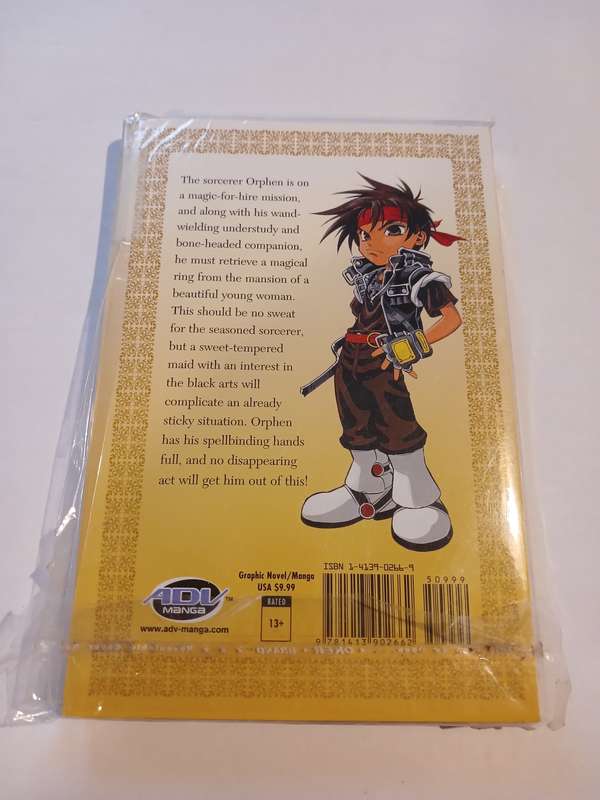 The sorcerer Orphen is on
a magic-for-hire mission,
and along with his wand-
wielding understudy and
bone-headed companion,
he must retrieve a magical
ring from the mansion of a
beautiful young woman.
This should be no sweat
for the seasoned sorcerer,
but a sweet-tempered
maid with an interest in
the black arts will
complicate an already
sticky situation. Orphen
has his spellbinding hands
full, and no disappearing
act will get him out of this!
ADV
MANGA
™
www.adv-manga.com
Graphic Novel/Manga
USA $9.99
RATED
13+
ISBN 1-4139-0266-9
50999
9 781413 902662